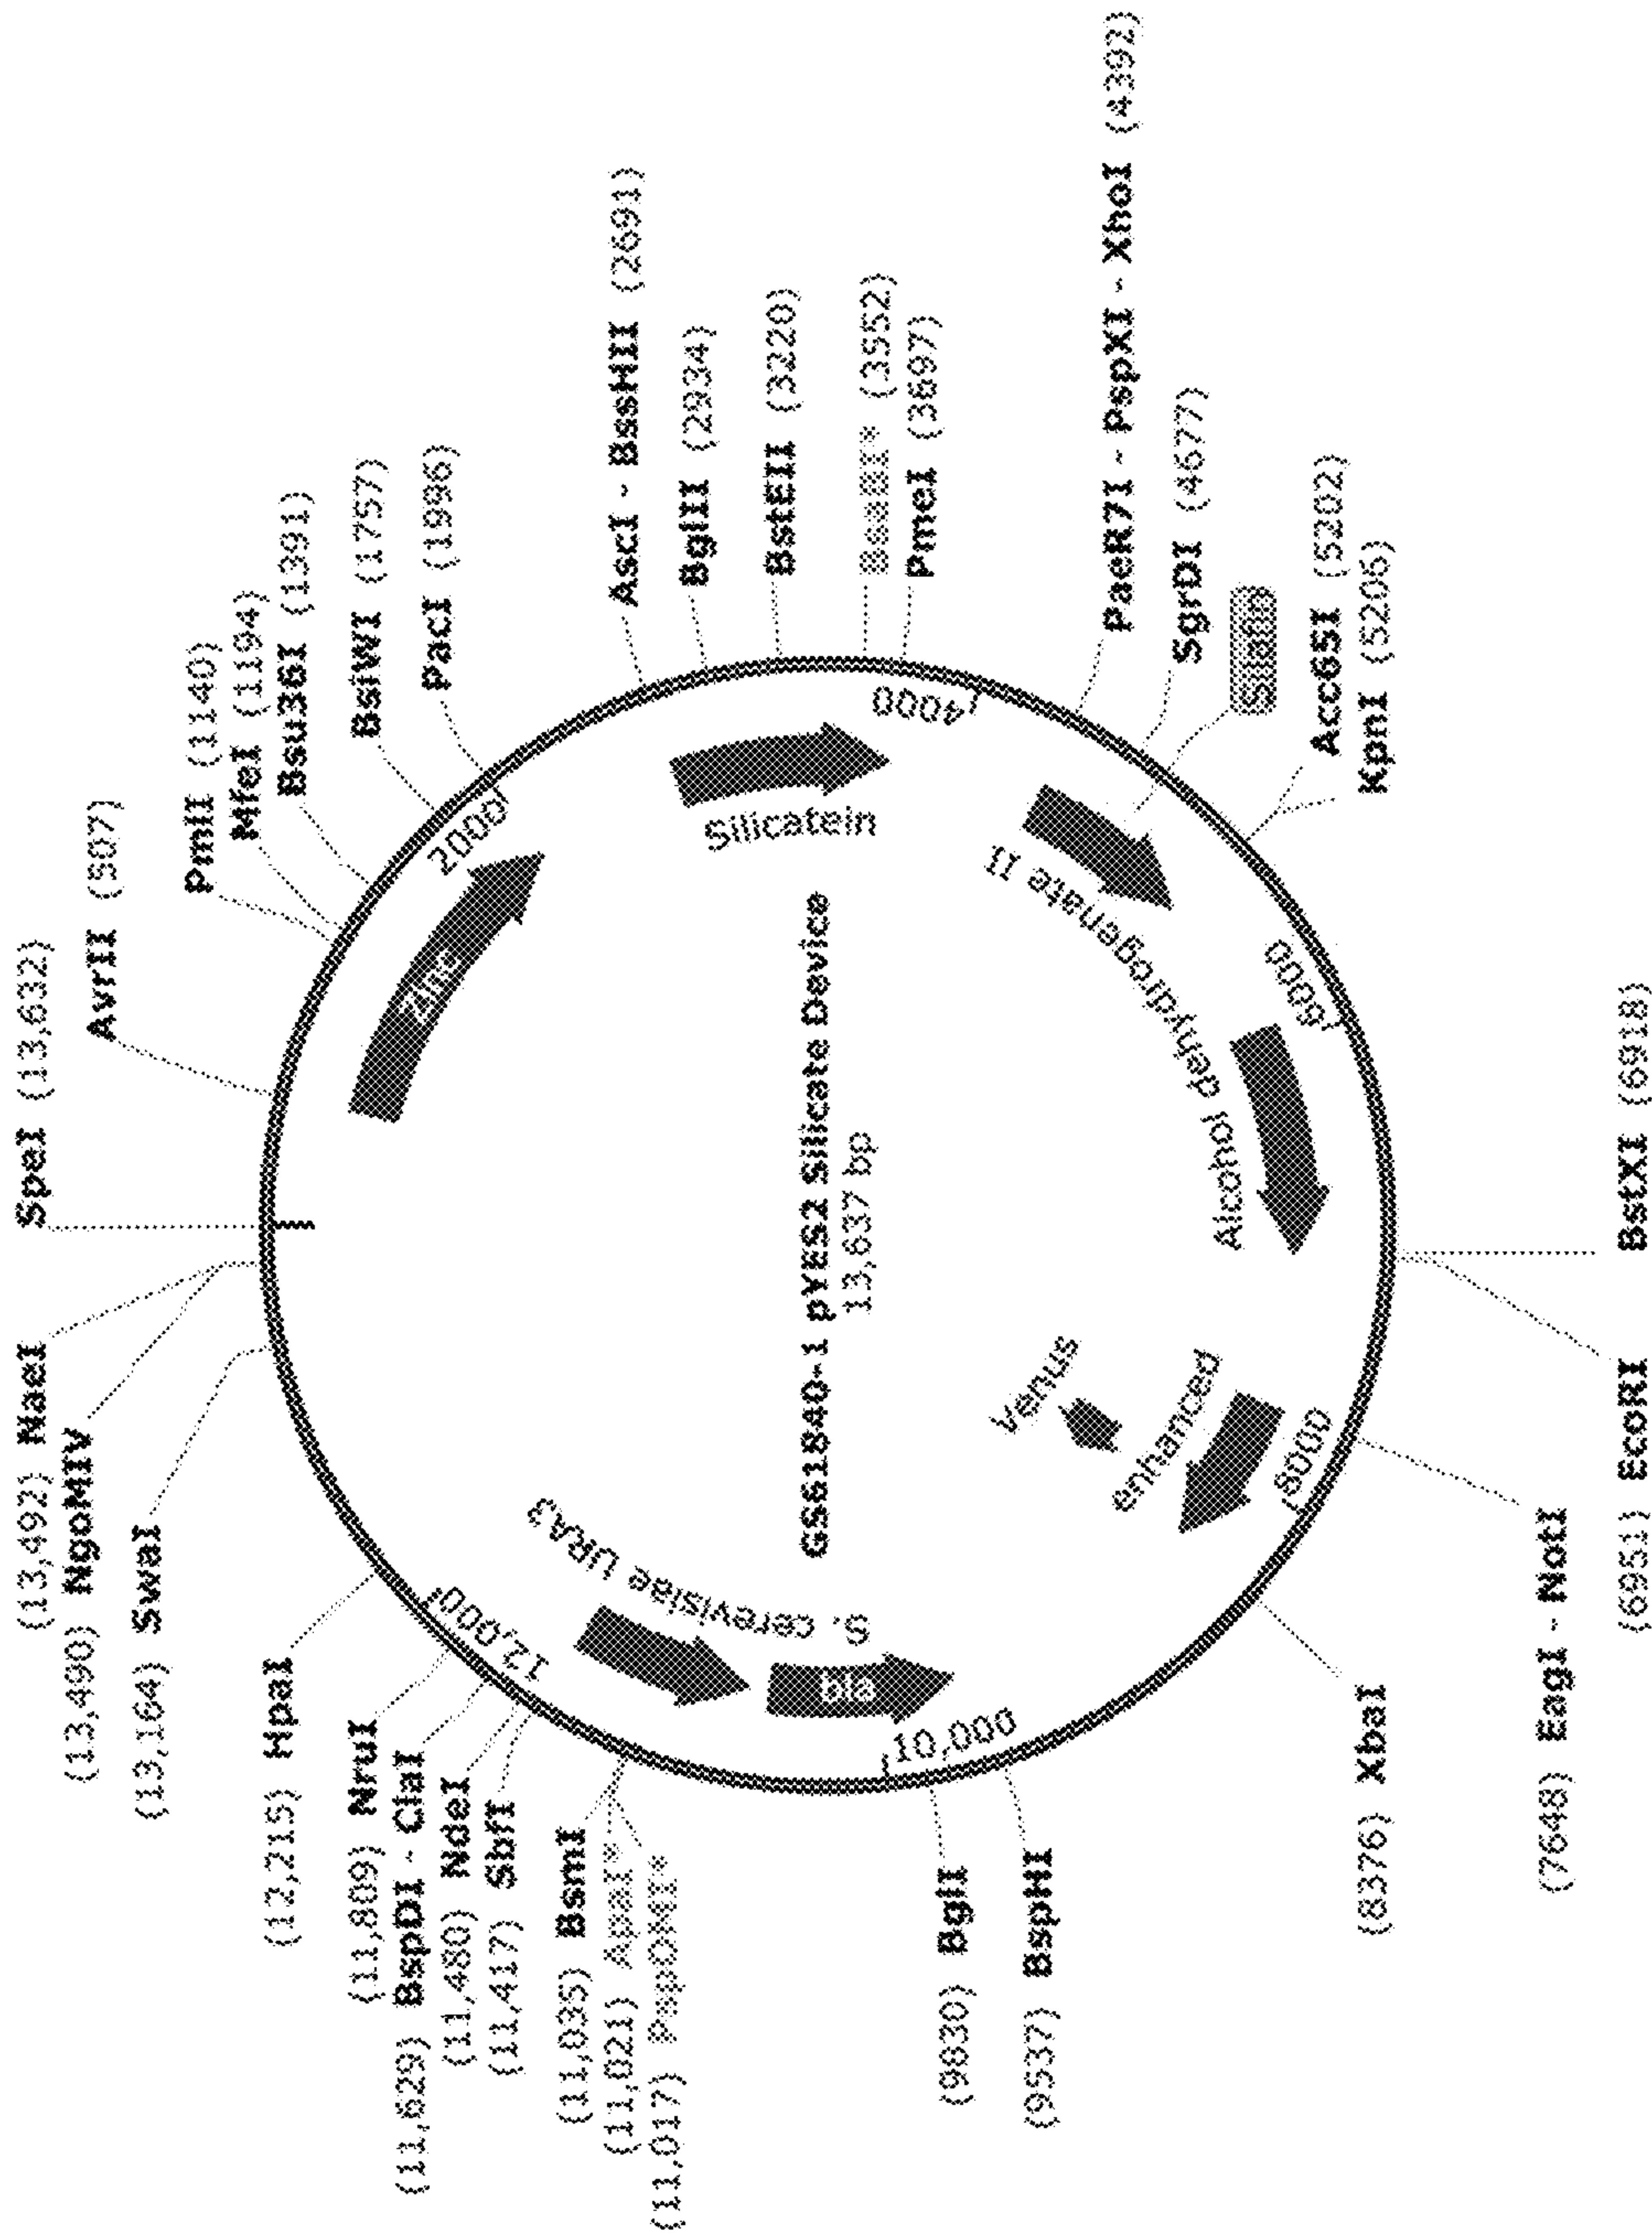 SpeI (13,632)
AvrII (507)
PmlI (1140)
MfeI (1194)
Bsu36I (1391)
BsiWI (1757)
PacI (1996)
AscI - BssHII (2691)
BglII (2934)
BstEII (3220)
(3552)
PmeI (3697)
PaeR7I - PspXI - XhoI (4392)
SgrDI (4677)
Acc65I (5202)
KpnI (5206)
BstXI (6918)
(6951) EcoRI
(7648) EagI - NotI
(8376) XbaI
(9537) BspHI
(9830) BglI
(11,017) PspOMI*
(11,021) ApaI*
(11,035) BsmI
(11,417) SbfI
(11,480) NdeI
(11,629) BspDI - ClaI
(11,809) NruI
(12,215) HpaI
(13,164) SwaI
(13,490) NgoMIV
(13,492) NaeI
2000
4000
6000
8000
10,000
12,000
Silicatein
Alcohol dehydrogenate II
enhanced
Venus
bla
S. cerevisiae URA3
GS61840-1 pYES2 Silicate Device
13,637 bp